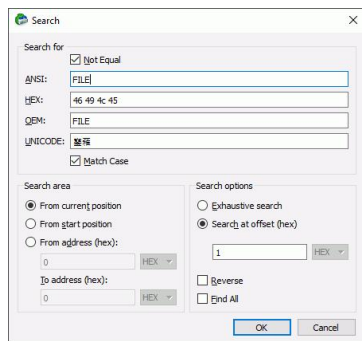 Search
Search for
Not Equal
ANSI: FILE
HEX: 46 49 4c 45
OEM: FILE
UNICODE:
Match Case
Search area
From current position
From start position
From address (hex):
0 HEX
To address (hex):
0 HEX
Search options
Exhaustive search
Search at offset (hex)
1 HEX
Reverse
Find All
OK Cancel